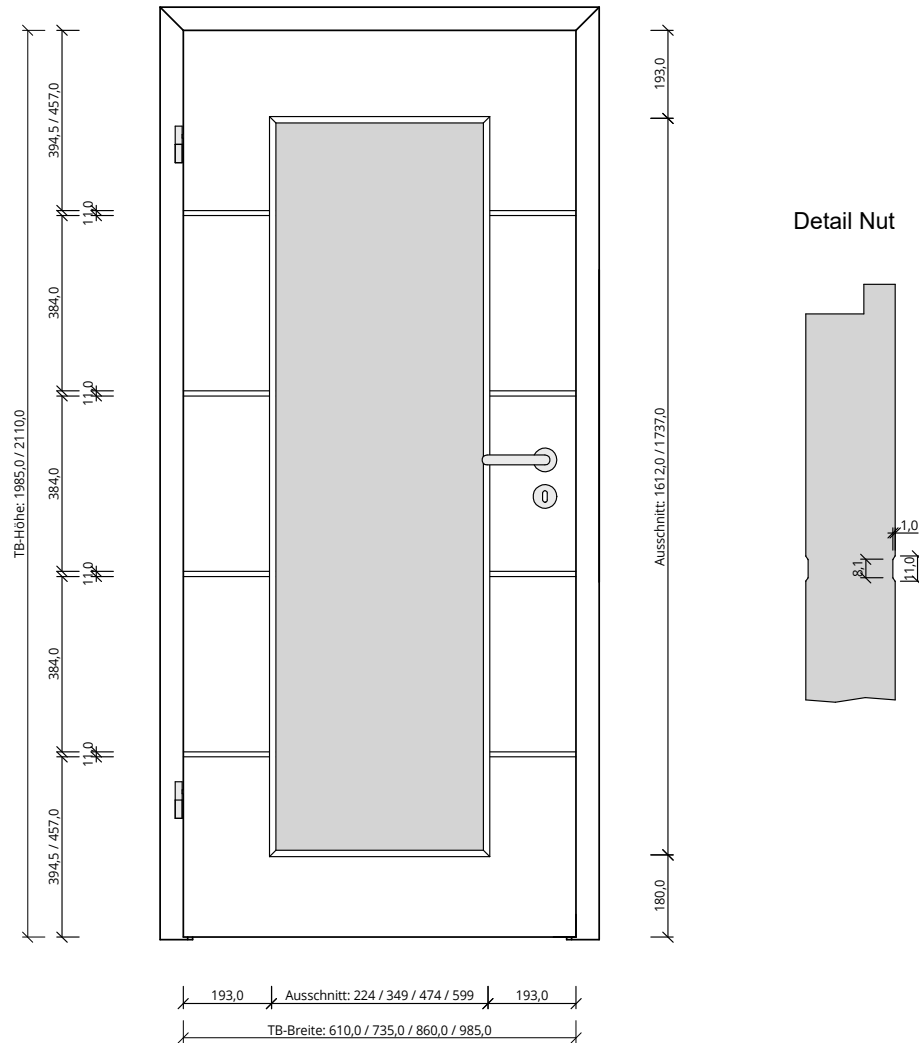 TB-Höhe: 1985,0 / 2110,0
394,5 / 457,0
11,0
384,0
11,0
384,0
11,0
384,0
11,0
394,5 / 457,0
193,0
Ausschnitt: 1612,0 / 1737,0
180,0
193,0
Ausschnitt: 224 / 349 / 474 / 599
193,0
TB-Breite: 610,0 / 735,0 / 860,0 / 985,0
Detail Nut
1,0
8,1
11,0